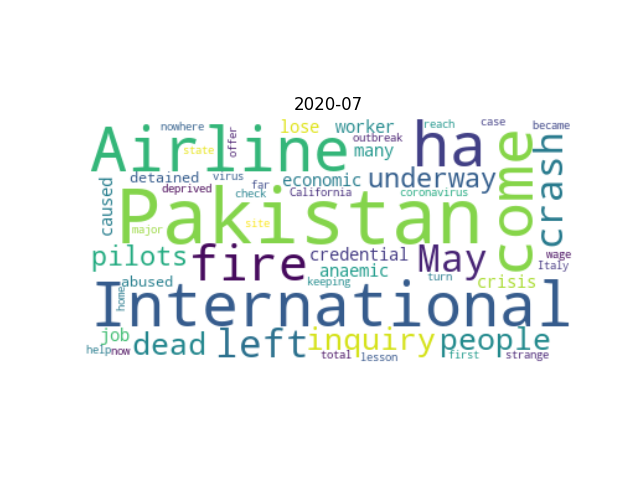 2020-07
nowhere lose worker reach case became
Airline ha come crash
state offer outbreak many
detained virus economic underway
deprived far check California coronavirus
caused Pakistan
major site
pilots fire credential May wage
anaemic Italy
abused keeping turn crisis
home International
job dead left inquiry people
help now total lesson first strange